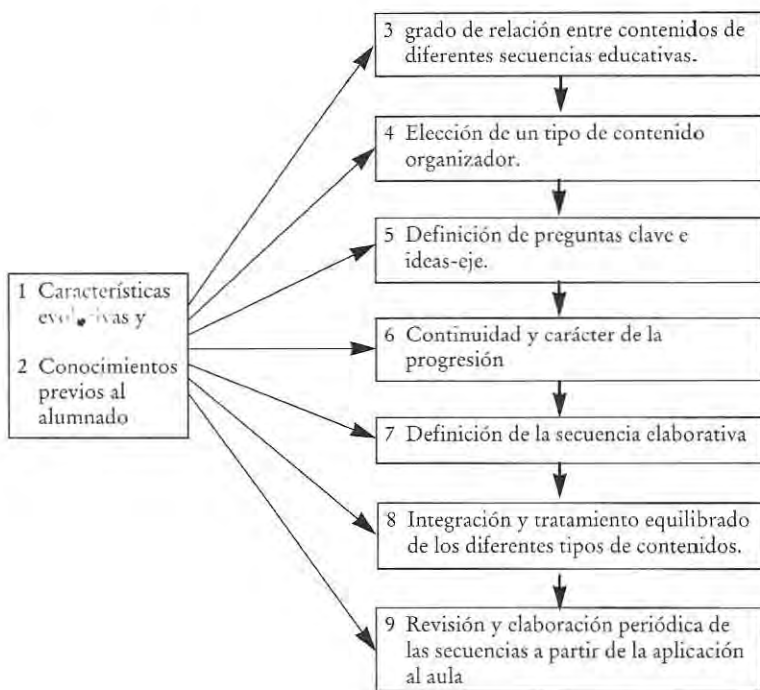 3 grado de relación entre contenidos de
diferentes secuencias educativas.
4 Elección de un tipo de contenido
organizador.
5 Definición de preguntas clave e
ideas-eje.
1 Características
y
2 Conocimientos
previos al
alumnado
6 Continuidad y carácter de la
progresión
7 Definición de la secuencia elaborativa
8 Integración y tratamiento equilibrado
de los diferentes tipos de contenidos.
9 Revisión y elaboración periódica de
las secuencias a partir de la aplicación
al aula